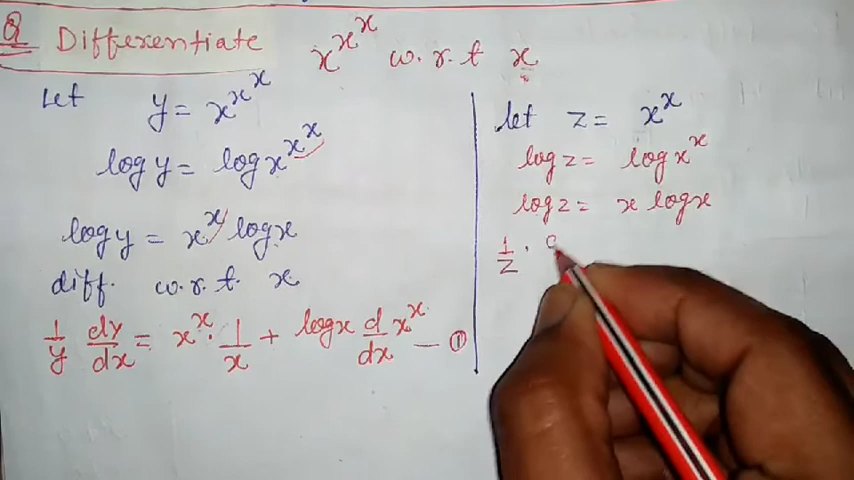 Q Differentiate x^x^x w.r.t x
Let y = x^x^x
log y = log x^x^x
log y = x^x log x
diff. w.r.t. x
1/y dy/dx = x^x · 1/x + log x d/dx x^x — ①
let z = x^x
log z = log x^x
log z = x log x
1/z ·